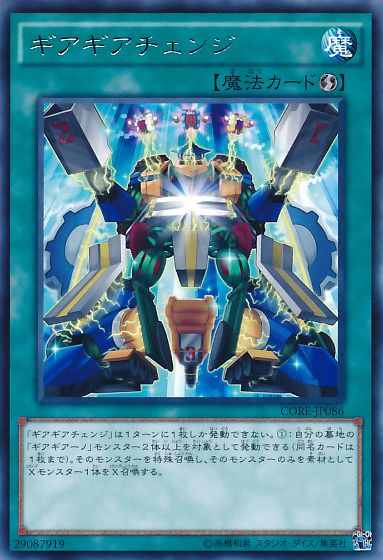 ギアギアチェンジ
魔
【魔法カード】
CORE-JP086
「ギアギアチェンジ」は1ターンに1枚しか発動できない。①：自分の墓地の
「ギアギアーノ」モンスター2体以上を対象として発動できる(同名カードは
1枚まで)。そのモンスターを特殊召喚し、そのモンスターのみを素材として
Xモンスター1体をX召喚する。
29087919
©高橋和希 スタジオ・ダイス/集英社